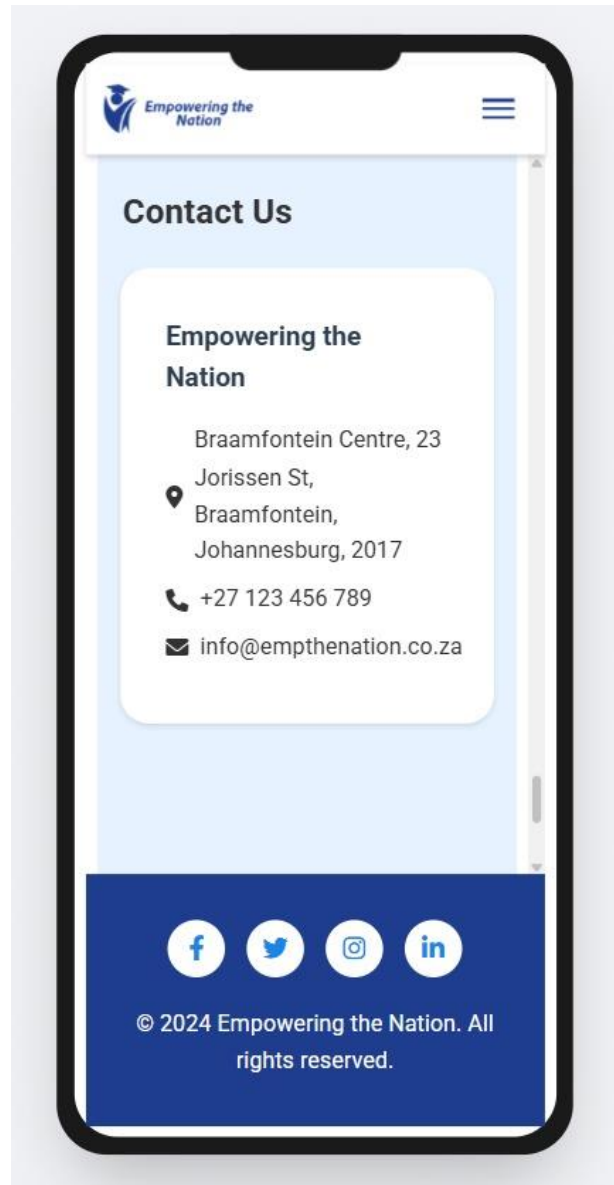 Empowering the
Nation
Contact Us
Empowering the
Nation
Braamfontein Centre, 23
Jorissen St,
Braamfontein,
Johannesburg, 2017
+27 123 456 789
info@empthenation.co.za
© 2024 Empowering the Nation. All
rights reserved.